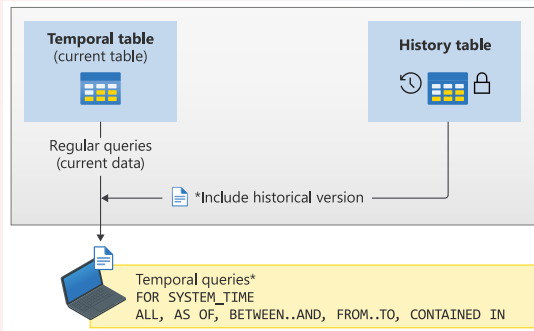 Temporal table
(current table)
History table
Regular queries
(current data)
*Include historical version
Temporal queries*
FOR SYSTEM_TIME
ALL, AS OF, BETWEEN..AND, FROM..TO, CONTAINED IN